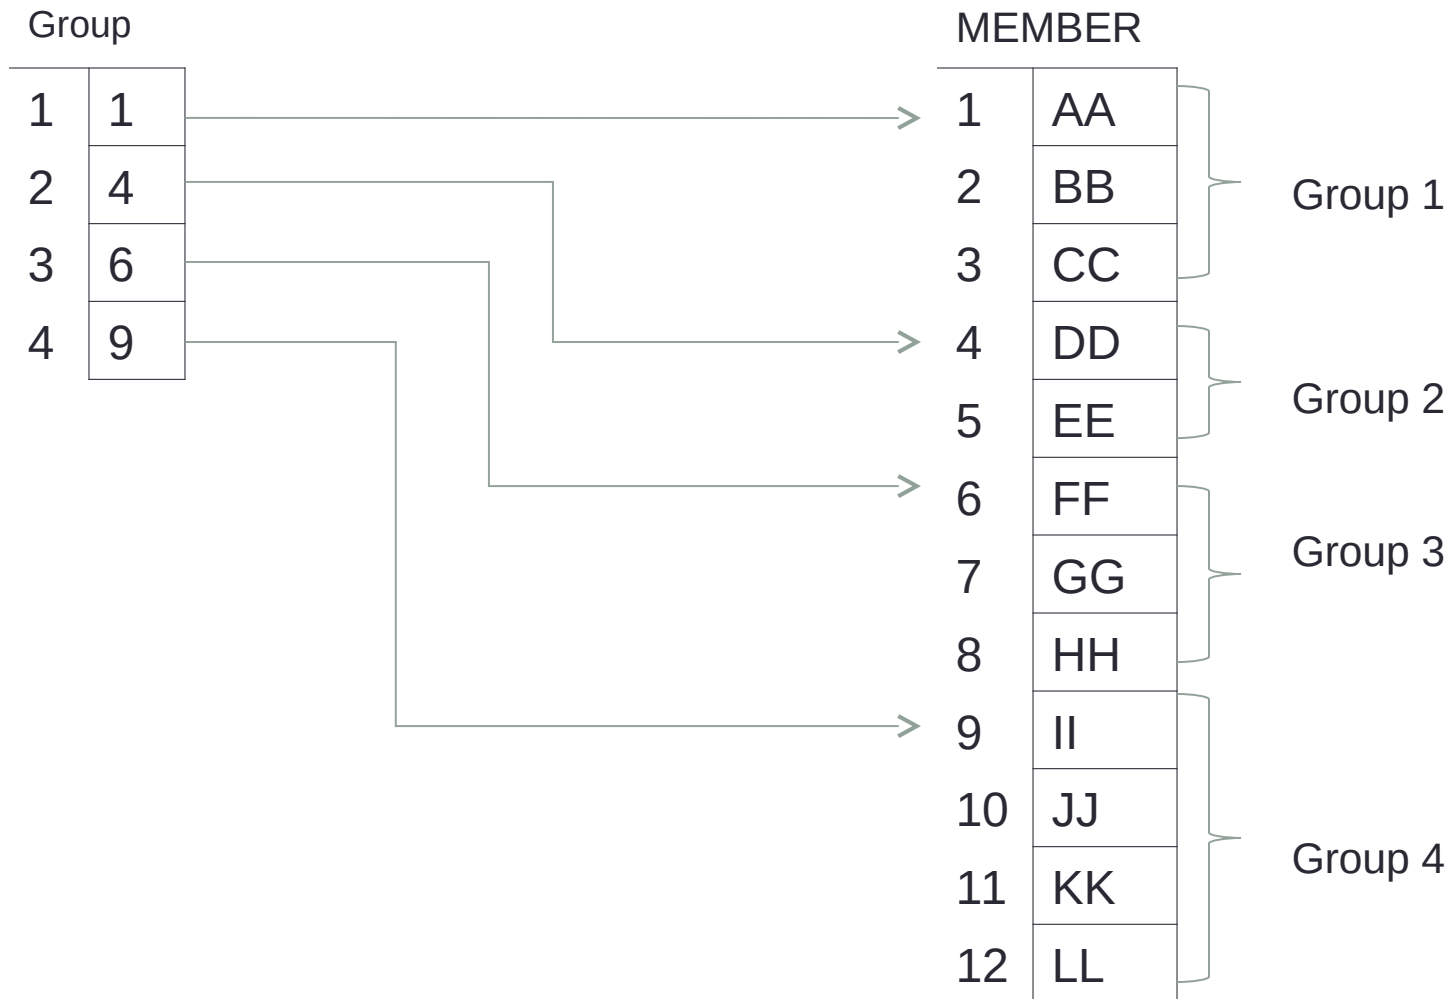 Group
1 1
2 4
3 6
4 9
MEMBER
1 AA
2 BB
3 CC
4 DD
5 EE
6 FF
7 GG
8 HH
9 II
10 JJ
11 KK
12 LL
Group 1
Group 2
Group 3
Group 4